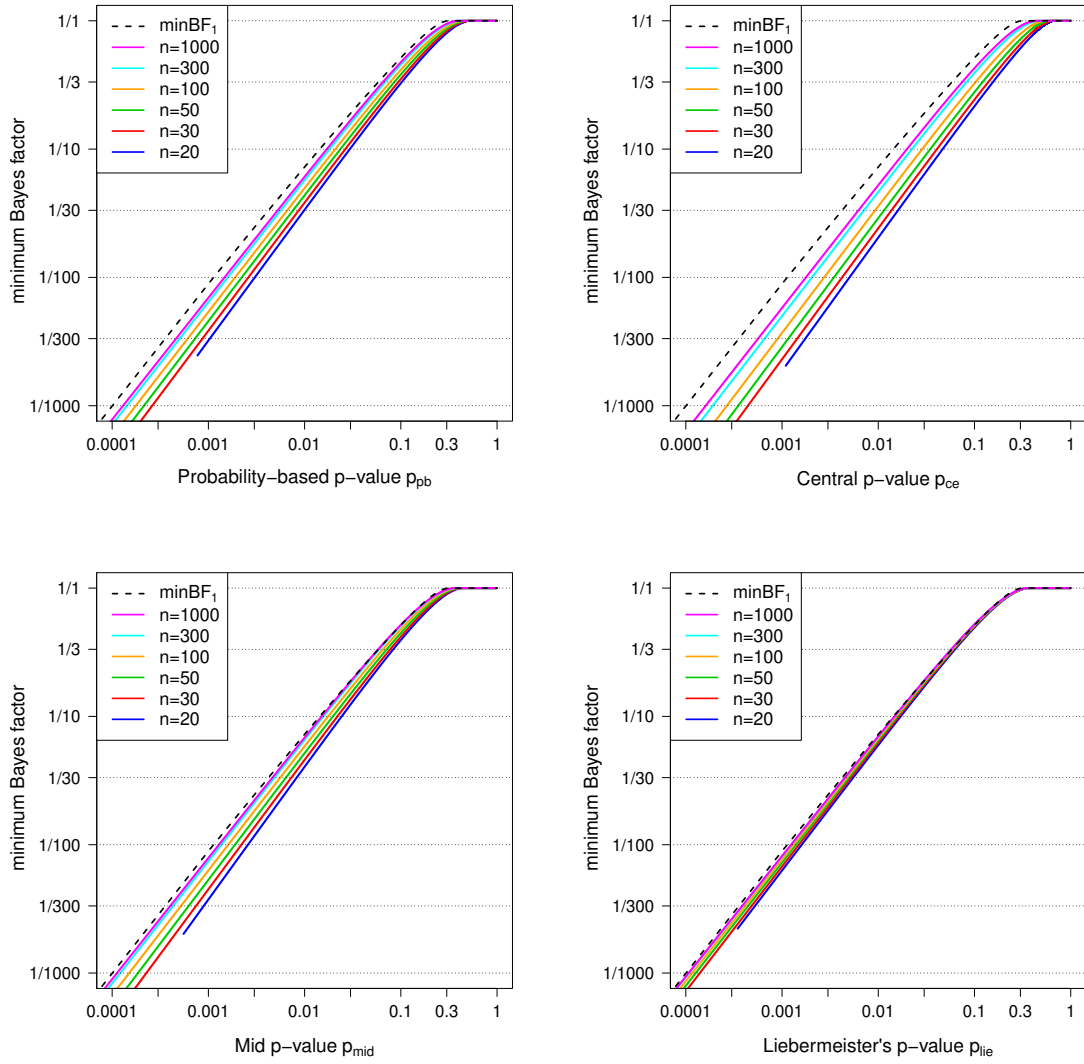 minBF1
n=1000
n=300
n=100
n=50
n=30
n=20
1/1
1/3
1/10
1/30
1/100
1/300
1/1000
minimum Bayes factor
0.0001
0.001
0.01
0.1
0.3
1
Probability−based p−value ppb
minBF1
n=1000
n=300
n=100
n=50
n=30
n=20
1/1
1/3
1/10
1/30
1/100
1/300
1/1000
minimum Bayes factor
0.0001
0.001
0.01
0.1
0.3
1
Central p−value pce
minBF1
n=1000
n=300
n=100
n=50
n=30
n=20
1/1
1/3
1/10
1/30
1/100
1/300
1/1000
minimum Bayes factor
0.0001
0.001
0.01
0.1
0.3
1
Mid p−value pmid
minBF1
n=1000
n=300
n=100
n=50
n=30
n=20
1/1
1/3
1/10
1/30
1/100
1/300
1/1000
minimum Bayes factor
0.0001
0.001
0.01
0.1
0.3
1
Liebermeister's p−value plie